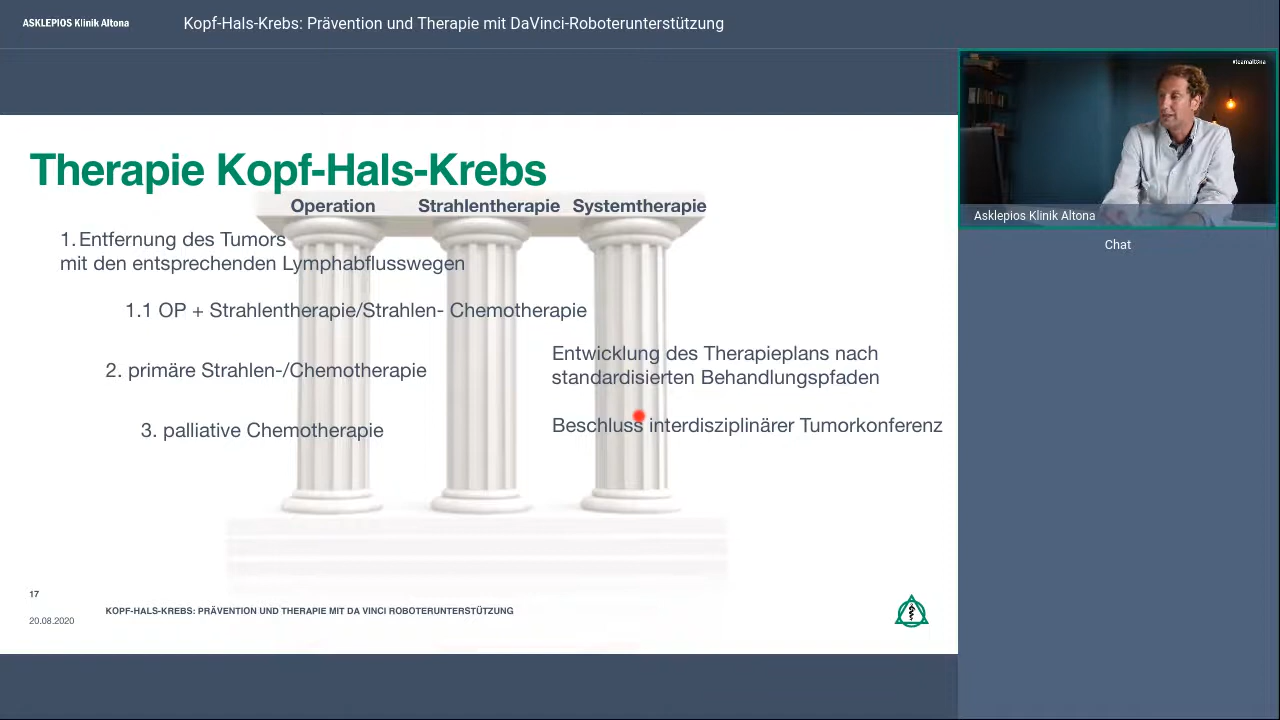 ASKLEPIOS Klinik Altona
Kopf-Hals-Krebs: Prävention und Therapie mit DaVinci-Roboterunterstützung
#teamaltona
Asklepios Klinik Altona
Chat
Therapie Kopf-Hals-Krebs
Operation Strahlentherapie Systemtherapie
1. Entfernung des Tumors
mit den entsprechenden Lymphabflusswegen
1.1 OP + Strahlentherapie/Strahlen- Chemotherapie
2. primäre Strahlen-/Chemotherapie
3. palliative Chemotherapie
Entwicklung des Therapieplans nach
standardisierten Behandlungspfaden
Beschluss interdisziplinärer Tumorkonferenz
17
KOPF-HALS-KREBS: PRÄVENTION UND THERAPIE MIT DA VINCI ROBOTERUNTERSTÜTZUNG
20.08.2020